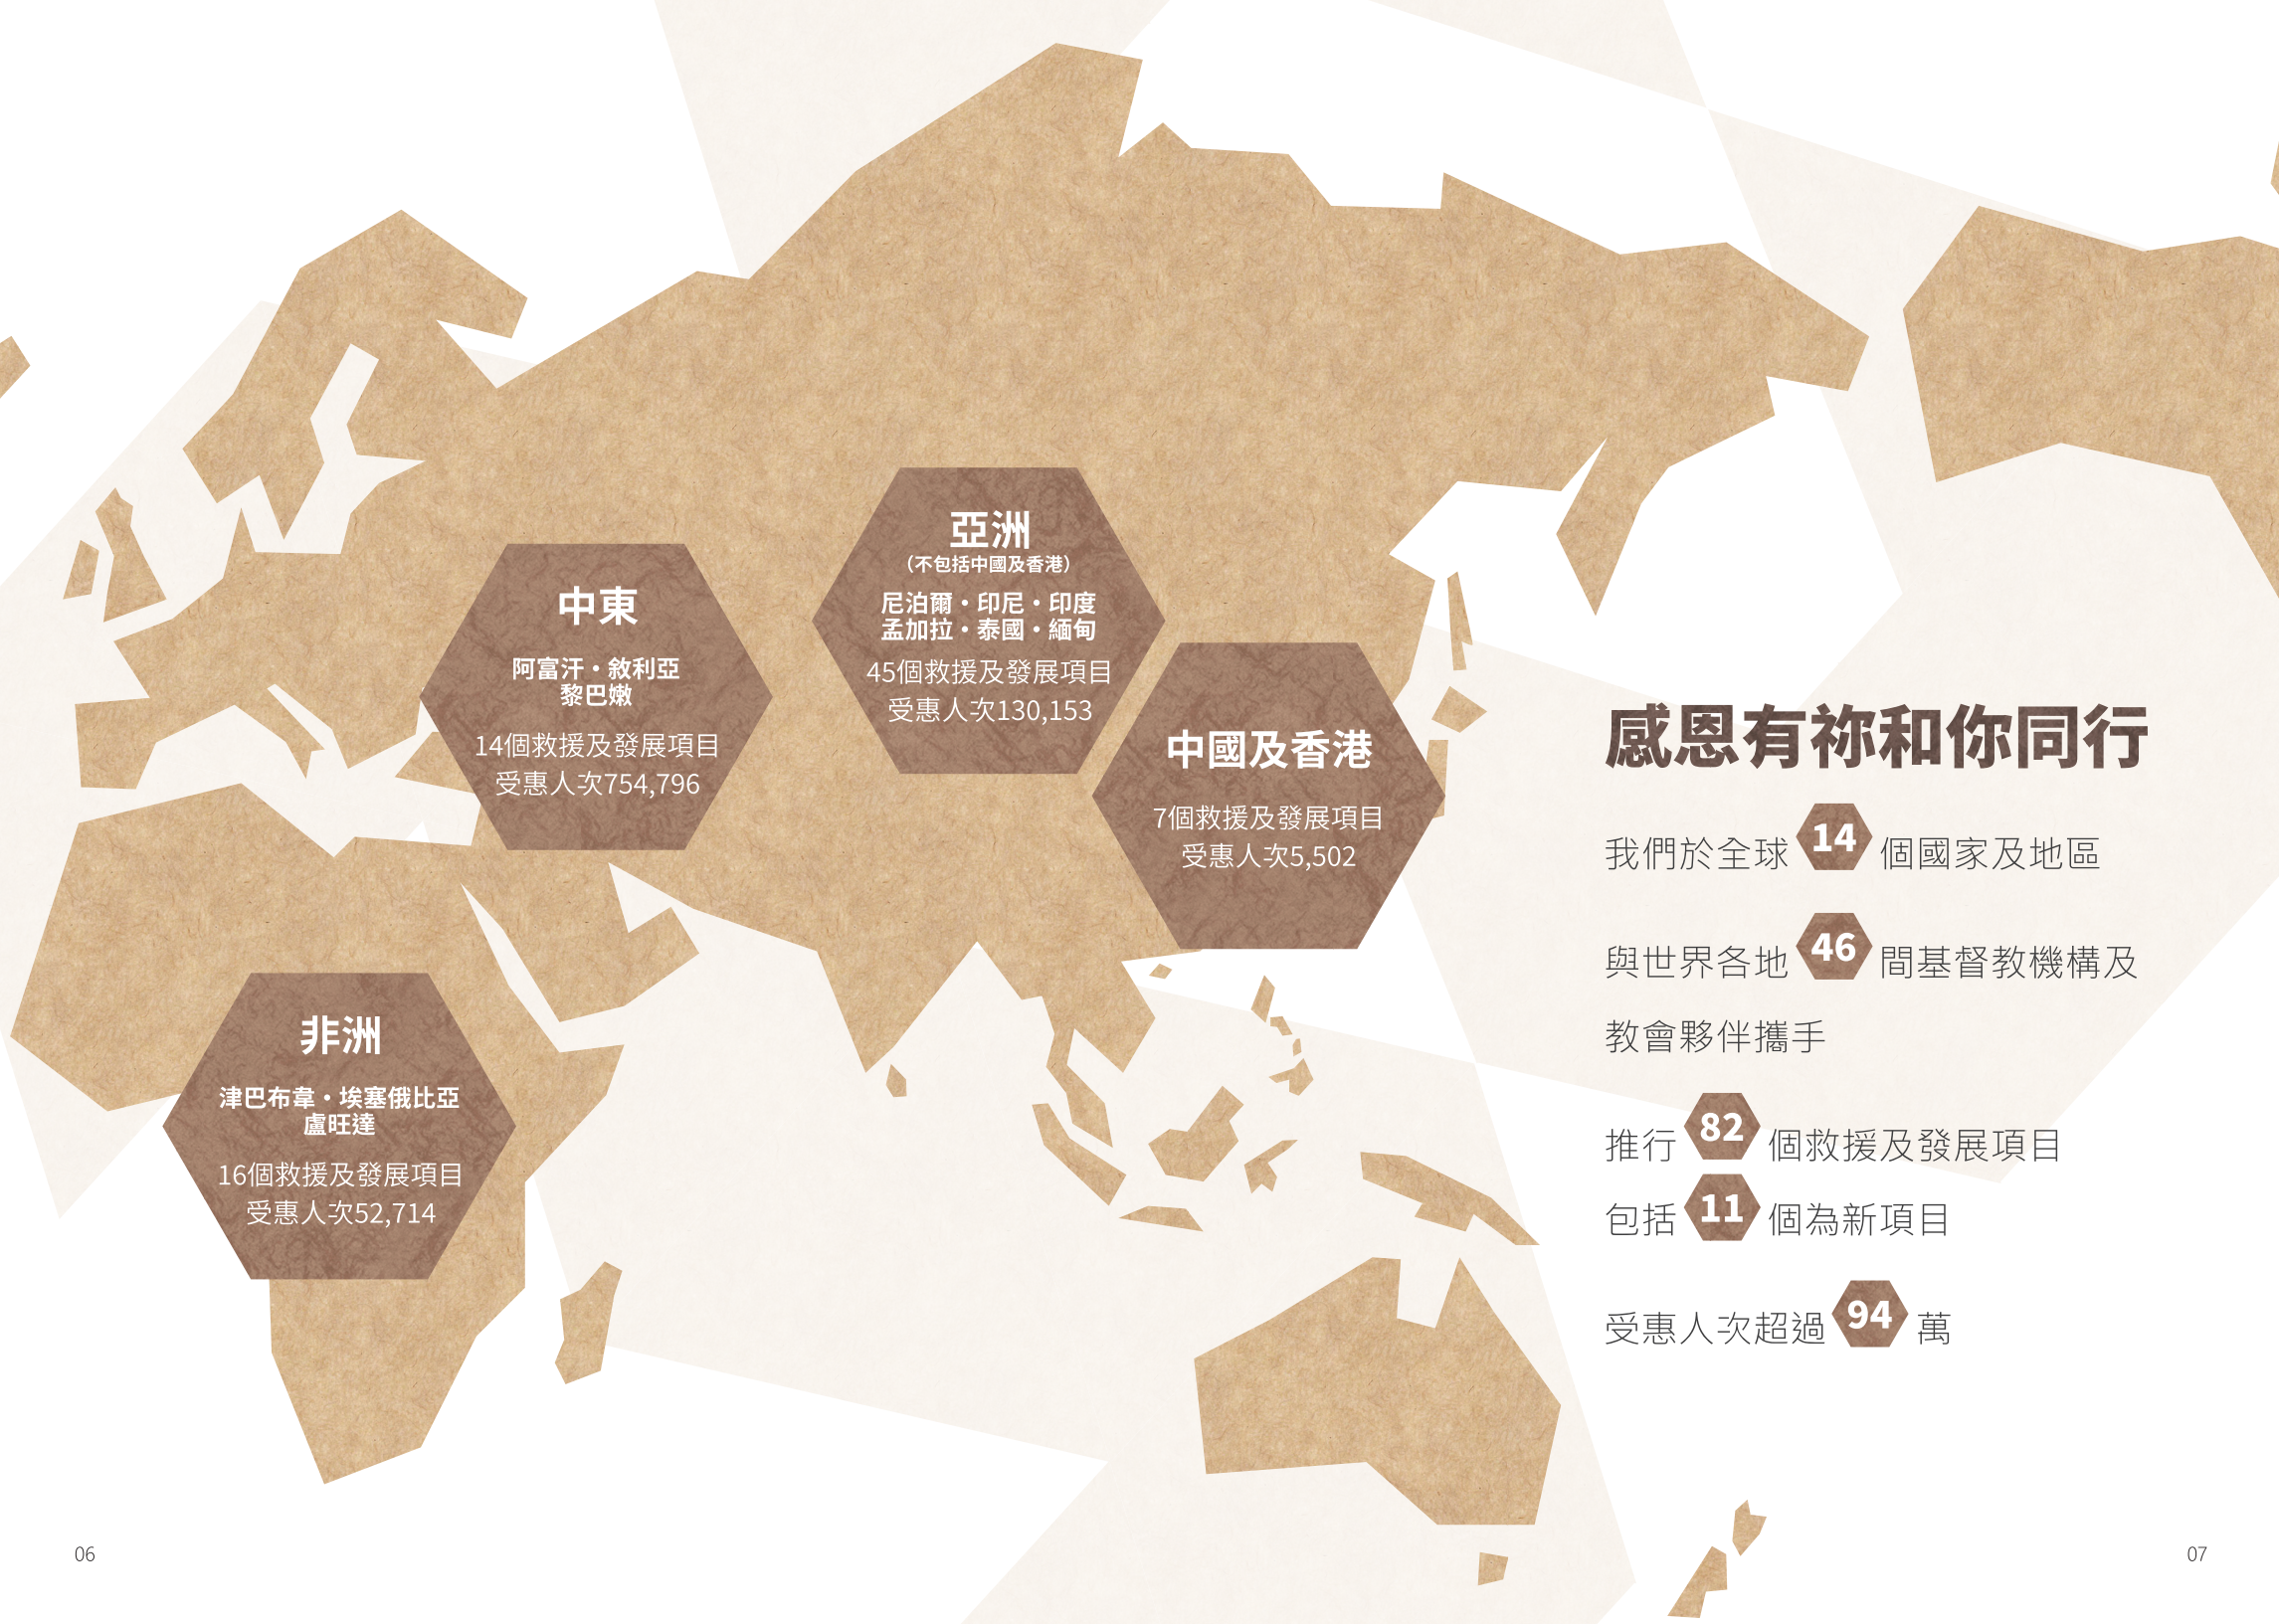 亞洲
（不包括中國及香港）
尼泊爾・印尼・印度
孟加拉・泰國・緬甸
45個救援及發展項目
受惠人次130,153
中東
阿富汗・敘利亞
黎巴嫩
14個救援及發展項目
受惠人次754,796
中國及香港
7個救援及發展項目
受惠人次5,502
非洲
津巴布韋・埃塞俄比亞
盧旺達
16個救援及發展項目
受惠人次52,714
感恩有祢和你同行
我們於全球 14 個國家及地區
與世界各地 46 間基督教機構及
教會夥伴攜手
推行 82 個救援及發展項目
包括 11 個為新項目
受惠人次超過 94 萬
06
07